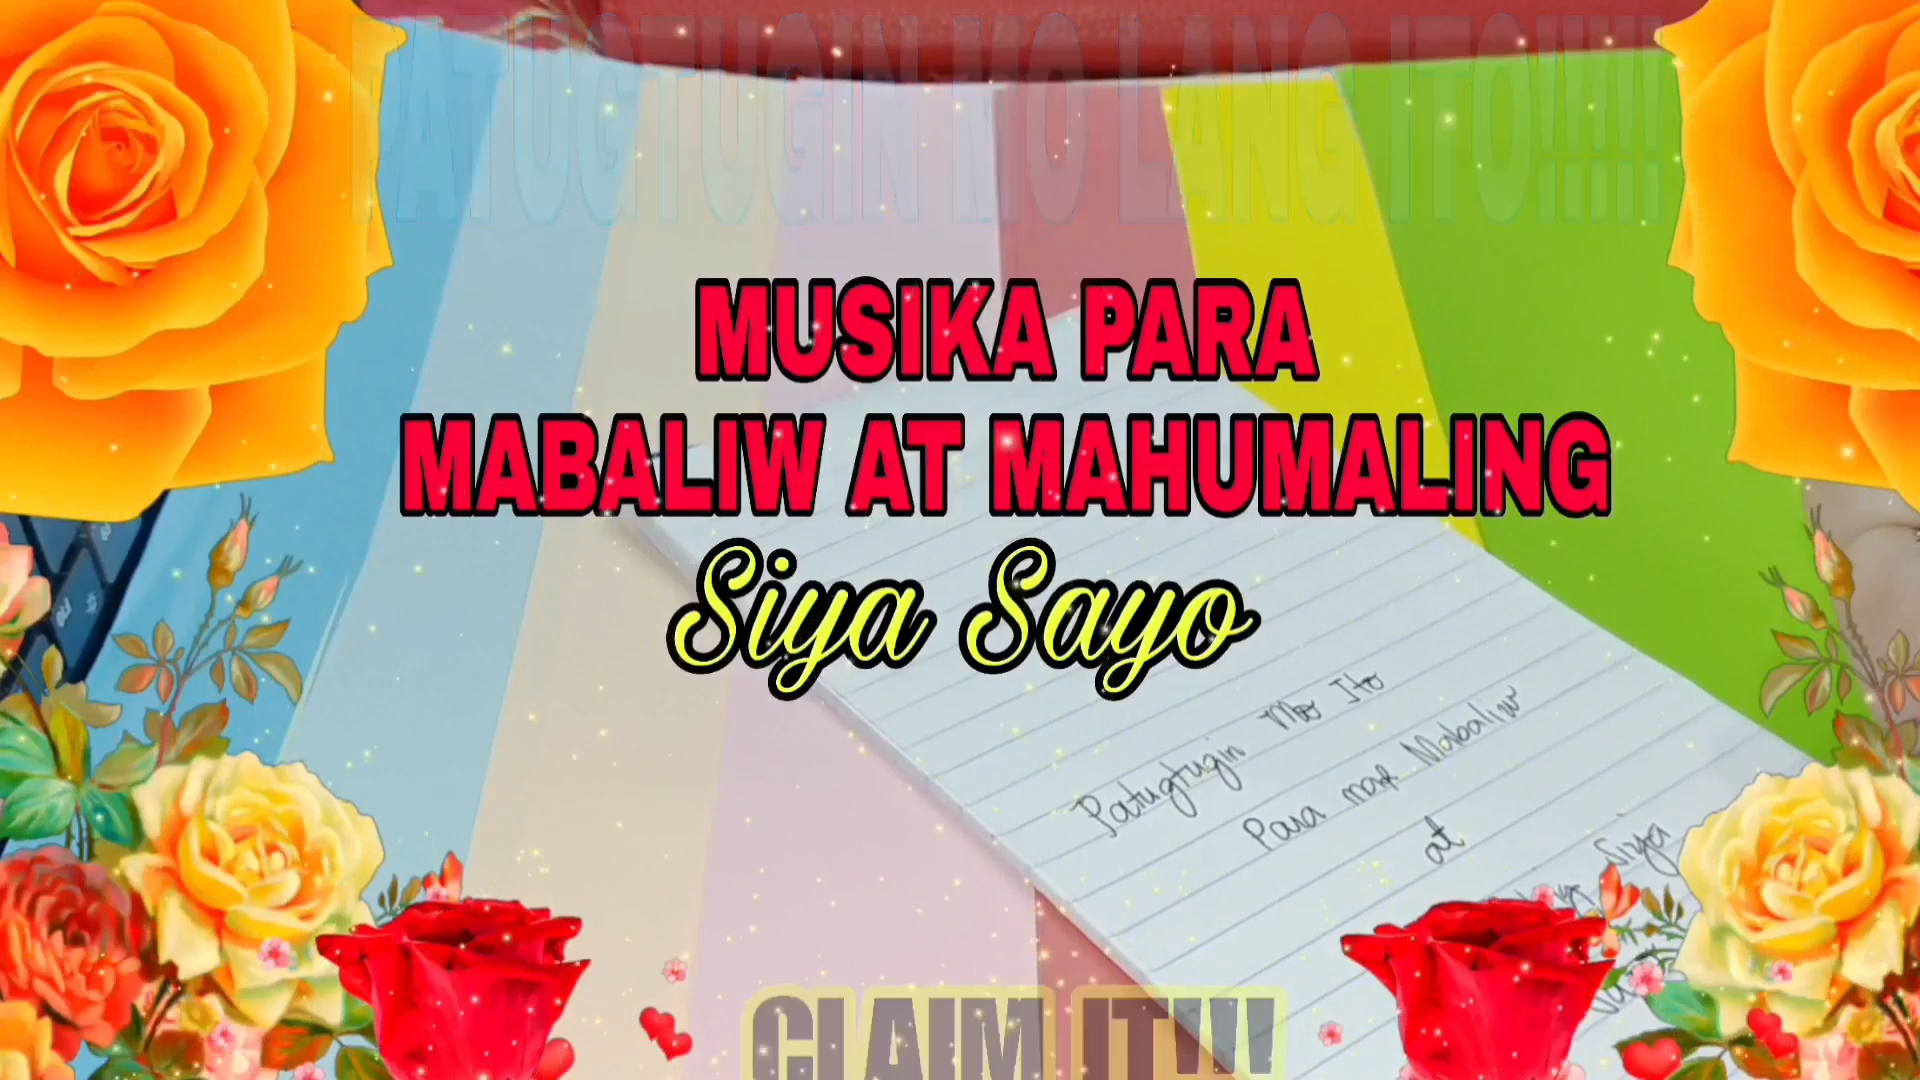 PATUGTUGIN MO LANG ITO!!!!!
MUSIKA PARA
MABALIW AT MAHUMALING
Siya Sayo
Patugtugin Mo Ito
Para mas Mabaliw
at
Siya
CLAIM IT!!!